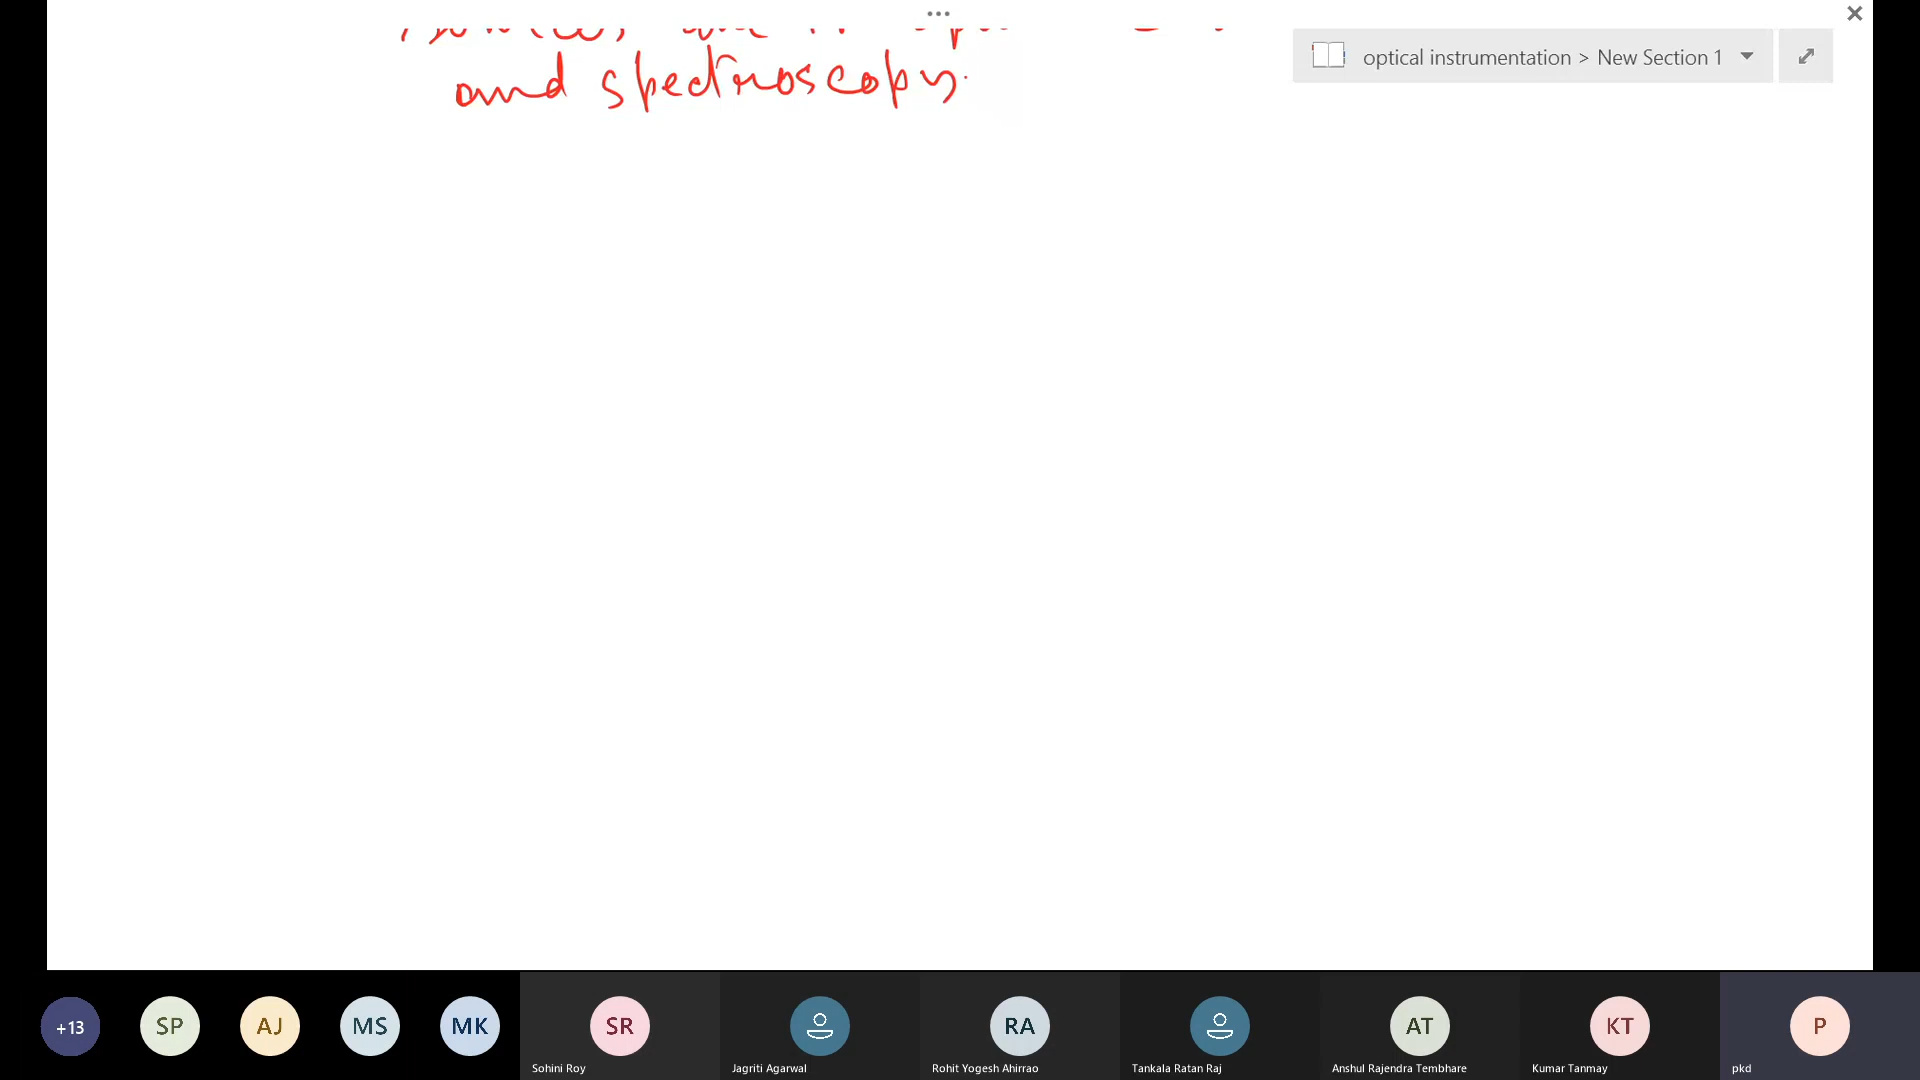 and spectroscopy.
optical instrumentation > New Section 1
+13
SP
AJ
MS
MK
SR
RA
AT
KT
P
Sohini Roy
Jagriti Agarwal
Rohit Yogesh Ahirrao
Tankala Ratan Raj
Anshul Rajendra Tembhare
Kumar Tanmay
pkd